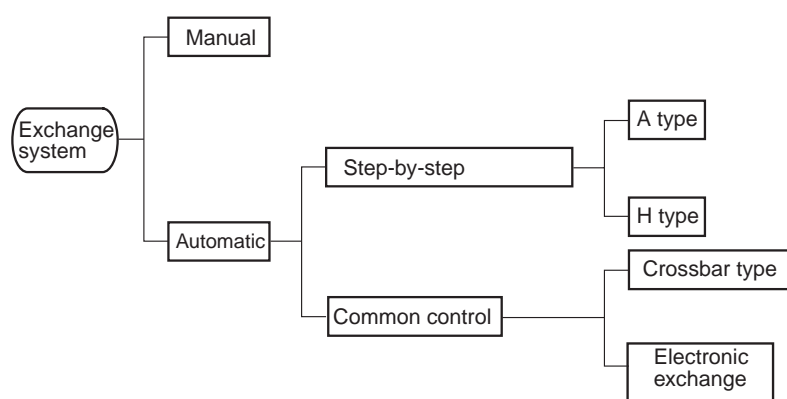 Manual
Exchange
system
Automatic
Step-by-step
A type
H type
Common control
Crossbar type
Electronic
exchange